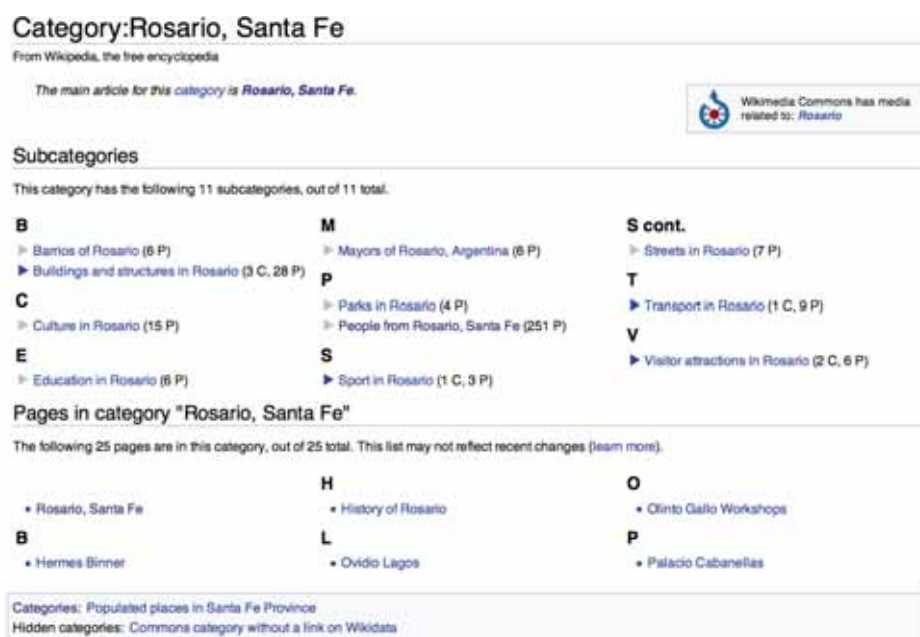 Category:Rosario, Santa Fe
From Wikipedia, the free encyclopedia
The main article for this category is Rosario, Santa Fe.
Wikimedia Commons has media
related to: Rosario
Subcategories
This category has the following 11 subcategories, out of 11 total.
B
Barrios of Rosario (6 P)
Buildings and structures in Rosario (3 C, 28 P)
C
Culture in Rosario (15 P)
E
Education in Rosario (6 P)
M
Mayors of Rosario, Argentina (6 P)
P
Parks in Rosario (4 P)
People from Rosario, Santa Fe (251 P)
S
Sport in Rosario (1 C, 3 P)
S cont.
Streets in Rosario (7 P)
T
Transport in Rosario (1 C, 9 P)
V
Visitor attractions in Rosario (2 C, 6 P)
Pages in category "Rosario, Santa Fe"
The following 25 pages are in this category, out of 25 total. This list may not reflect recent changes (learn more).
• Rosario, Santa Fe
B
• Hermes Binner
H
• History of Rosario
L
• Ovidio Lagos
O
• Olinto Gallo Workshops
P
• Palacio Cabanellas
Categories: Populated places in Santa Fe Province
Hidden categories: Commons category without a link on Wikidata